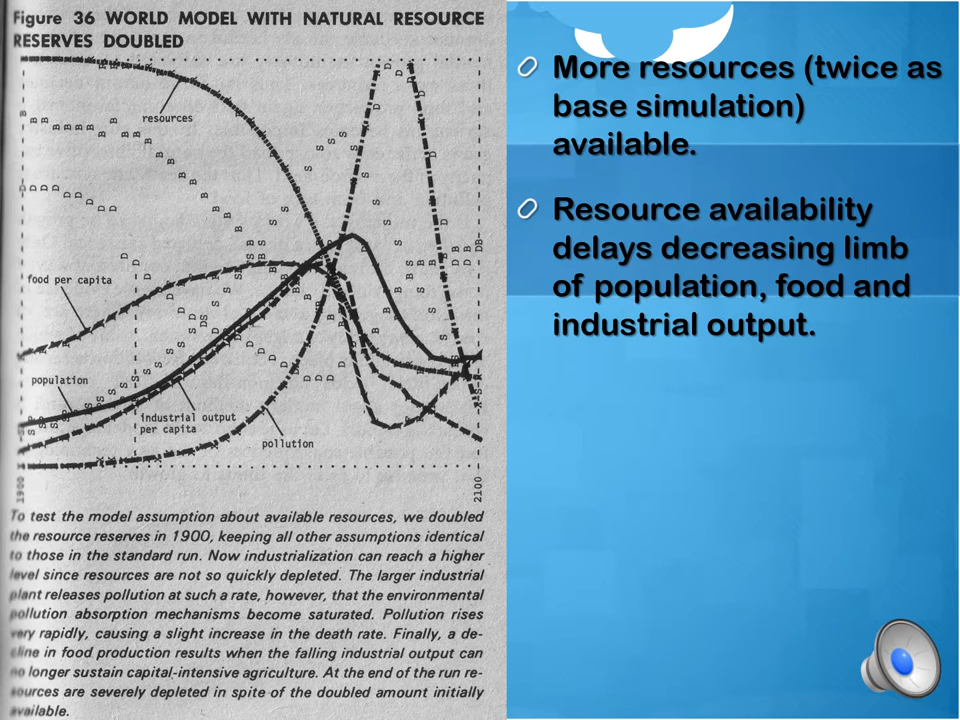 Figure 36 WORLD MODEL WITH NATURAL RESOURCE
RESERVES DOUBLED
resources
food per capita
population
industrial output
per capita
pollution
1900
2100
To test the model assumption about available resources, we doubled
the resource reserves in 1900, keeping all other assumptions identical
to those in the standard run. Now industrialization can reach a higher
level since resources are not so quickly depleted. The larger industrial
plant releases pollution at such a rate, however, that the environmental
pollution absorption mechanisms become saturated. Pollution rises
very rapidly, causing a slight increase in the death rate. Finally, a de-
cline in food production results when the falling industrial output can
no longer sustain capital-intensive agriculture. At the end of the run re-
sources are severely depleted in spite of the doubled amount initially
available.
More resources (twice as
base simulation)
available.
Resource availability
delays decreasing limb
of population, food and
industrial output.